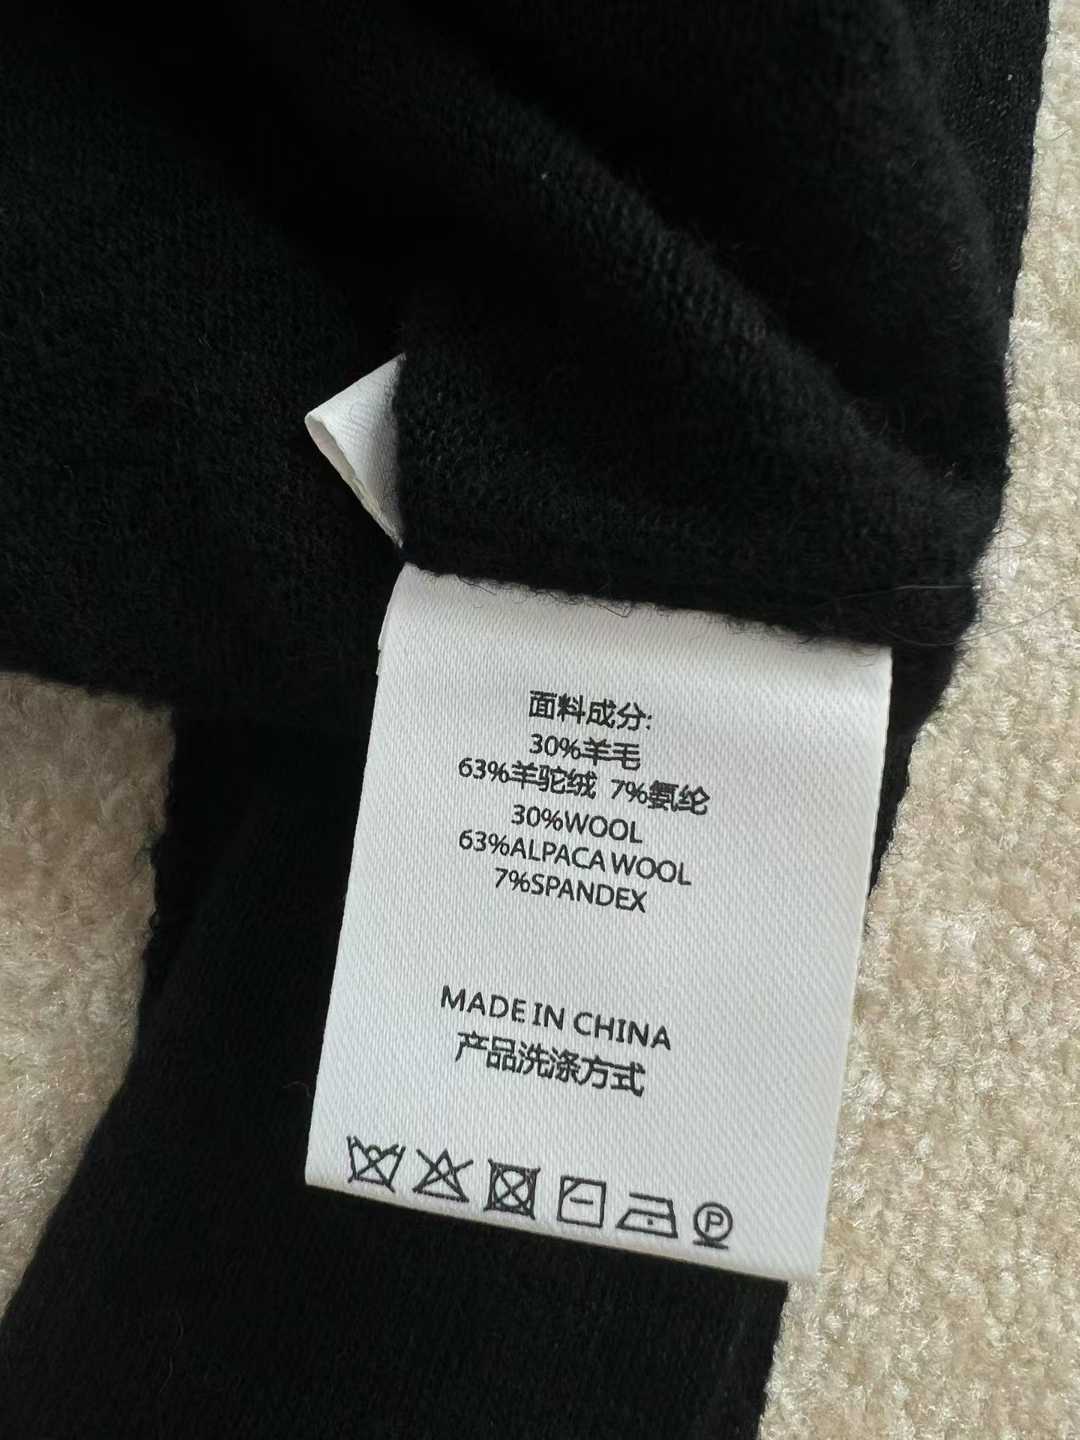 面料成分:
30%羊毛
63%羊驼绒 7%氨纶
30%WOOL
63%ALPACA WOOL
7%SPANDEX
MADE IN CHINA
产品洗涤方式
P